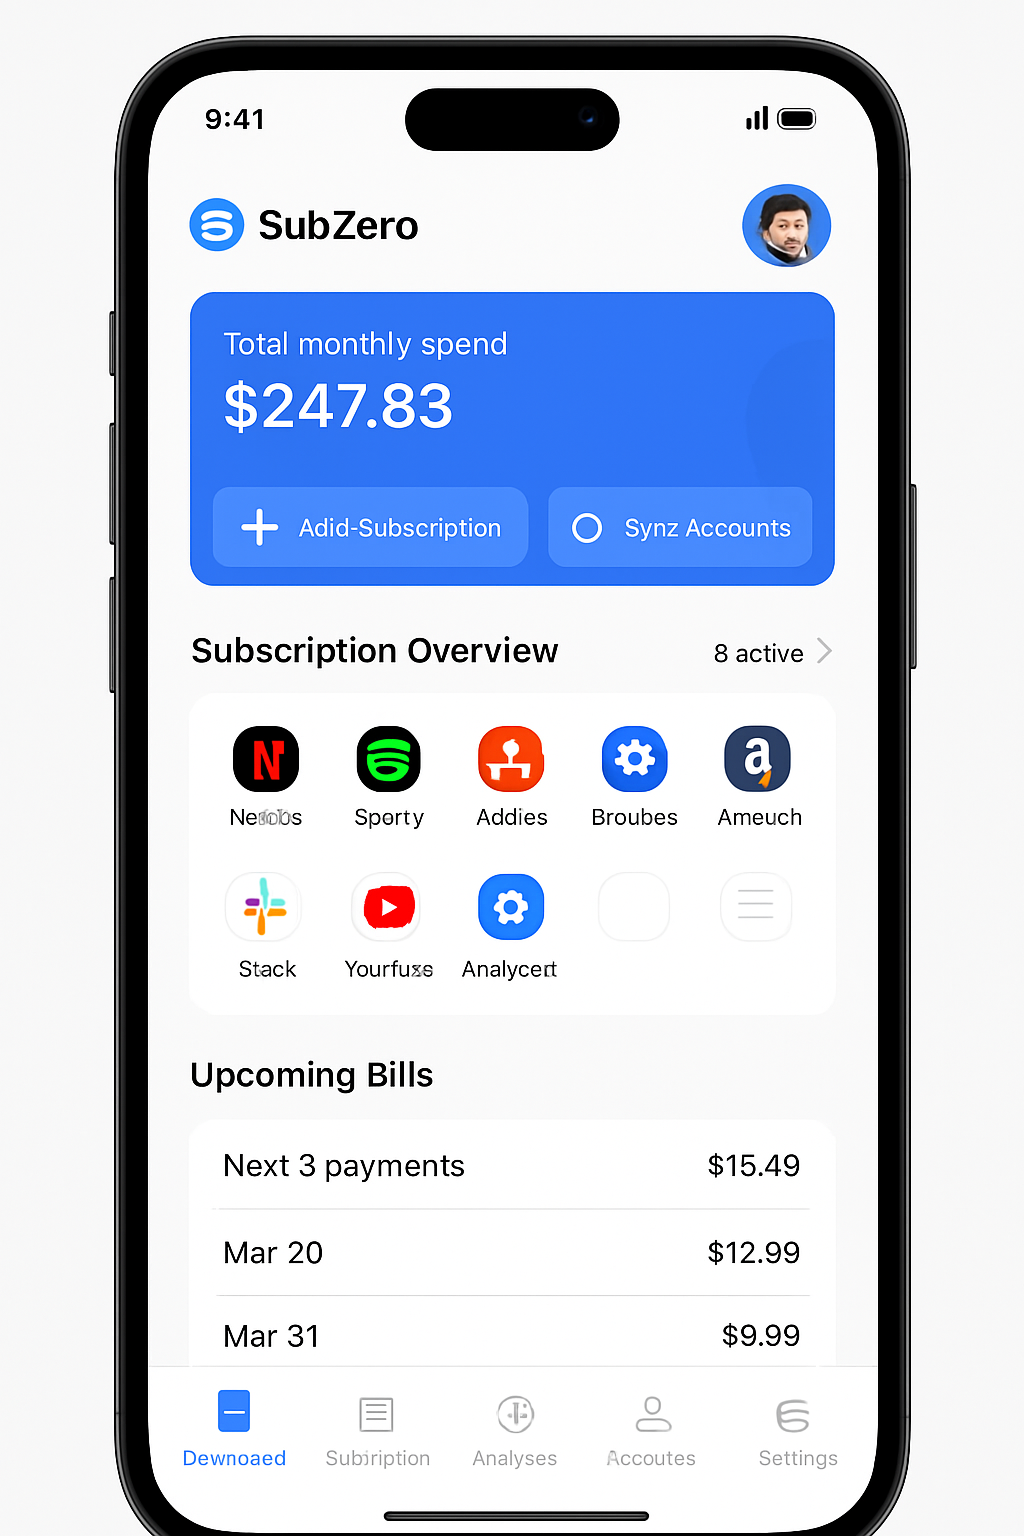 9:41
SubZero
Total monthly spend
$247.83
Adid-Subscription
Synz Accounts
Subscription Overview
8 active
Sporty
Addies
Broubes
Ameuch
Stack
Yourfuss
Analycert
Upcoming Bills
Next 3 payments $15.49
Mar 20 $12.99
Mar 31 $9.99
Dewnoaed
Subiription
Analyses
Accoutes
Settings